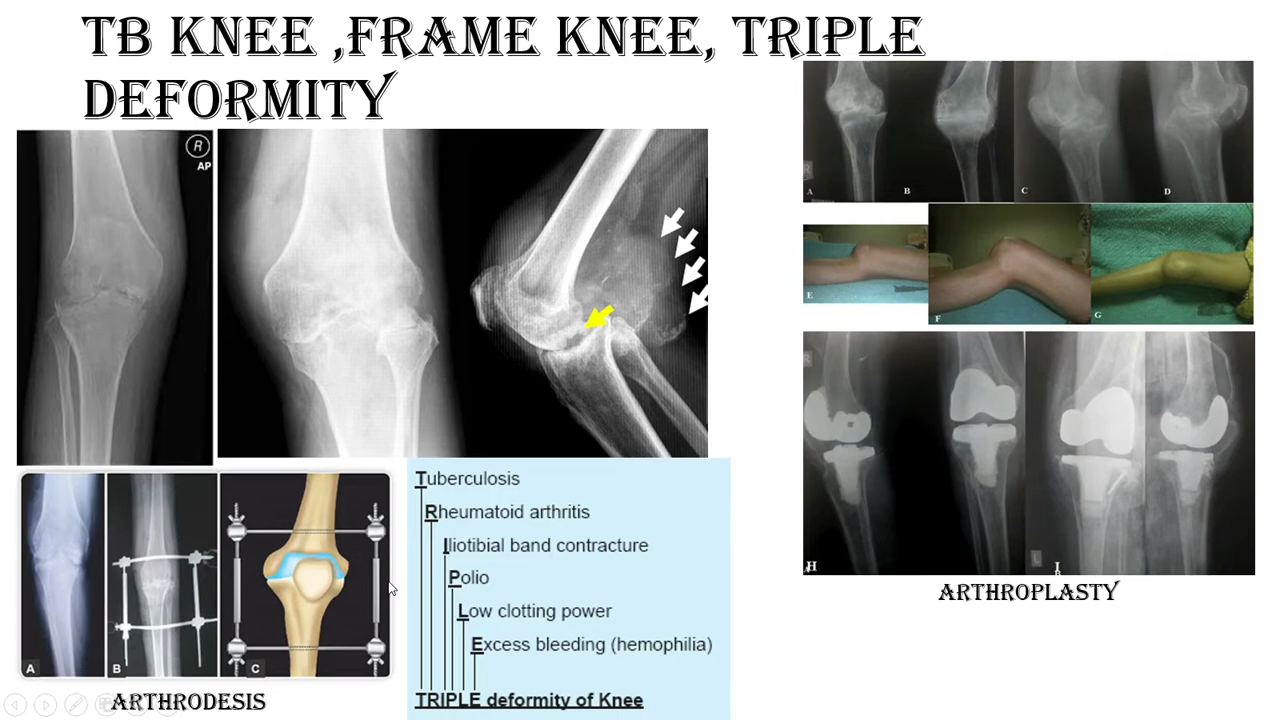 TB KNEE ,FRAME KNEE, TRIPLE
DEFORMITY
R
AP
A
B
C
D
E
F
G
Tuberculosis
Rheumatoid arthritis
Iliotibial band contracture
Polio
Low clotting power
Excess bleeding (hemophilia)
TRIPLE deformity of Knee
A
B
C
ARTHRODESIS
H
I
L
ARTHROPLASTY